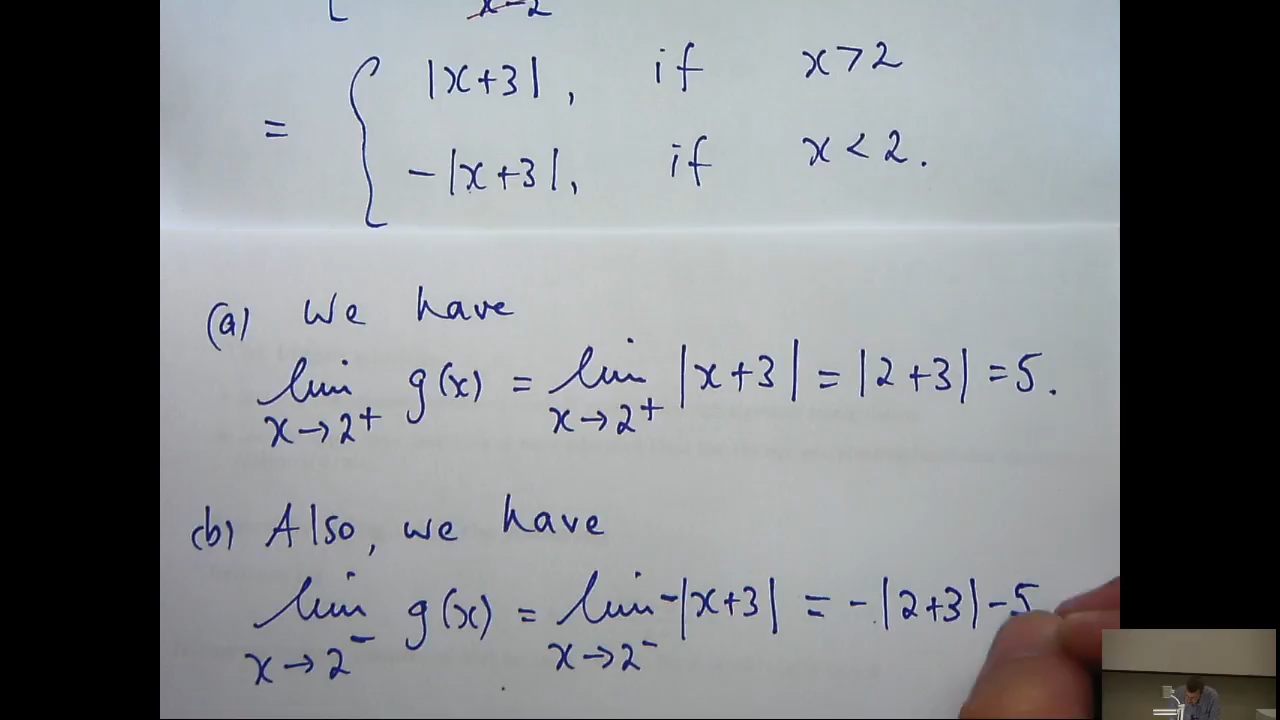 x-2
|x+3|, if x>2
=
-|x+3|, if x<2.
(a) We have
lim g(x) = lim |x+3| = |2+3| = 5.
x→2+ x→2+
(b) Also, we have
lim g(x) = lim -|x+3| = -|2+3| -5
x→2- x→2-